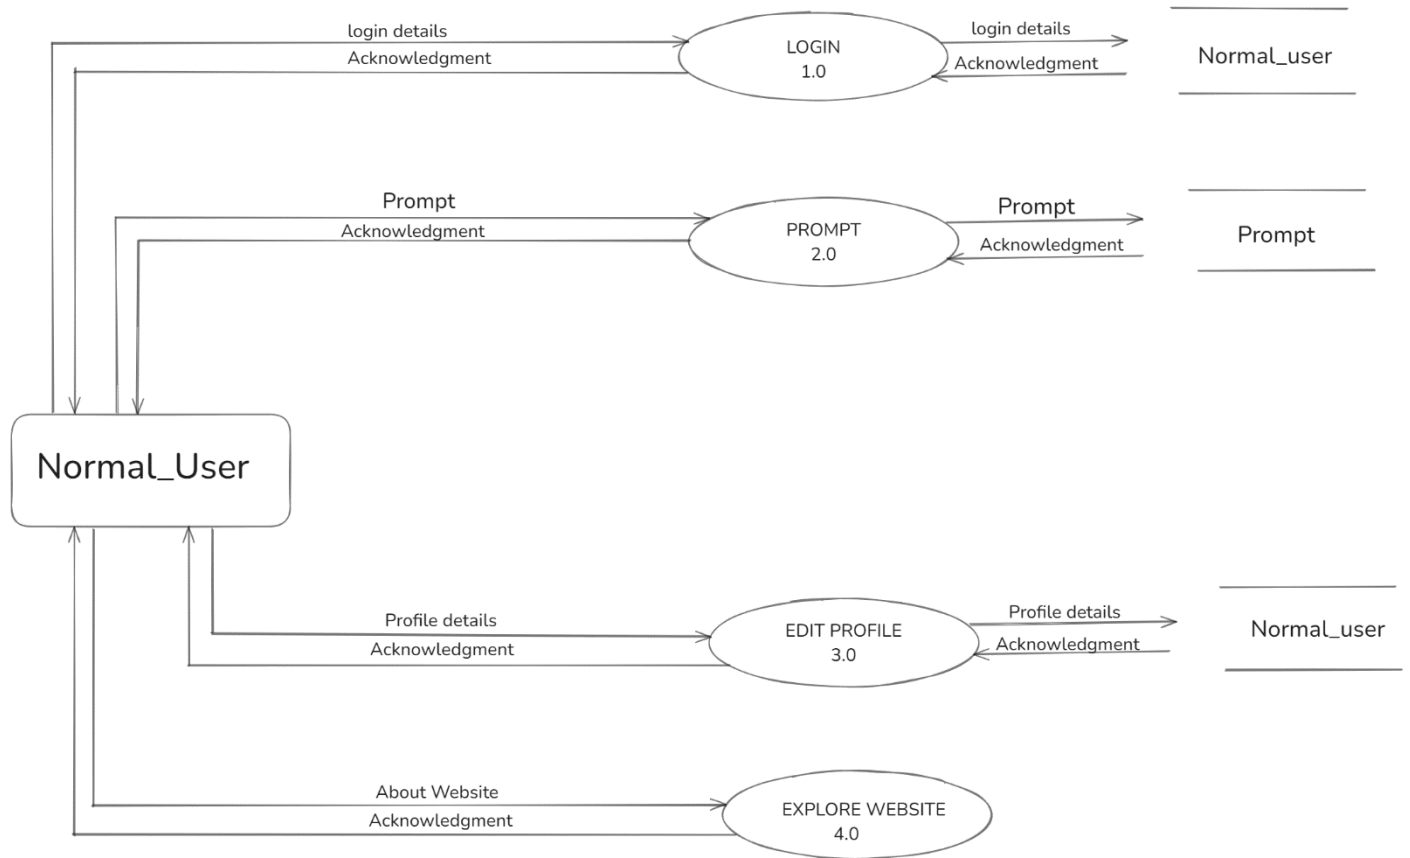 login details
Acknowledgment
LOGIN
1.0
login details
Acknowledgment
Normal_user
Prompt
Acknowledgment
PROMPT
2.0
Prompt
Acknowledgment
Prompt
Normal_User
Profile details
Acknowledgment
EDIT PROFILE
3.0
Profile details
Acknowledgment
Normal_user
About Website
Acknowledgment
EXPLORE WEBSITE
4.0